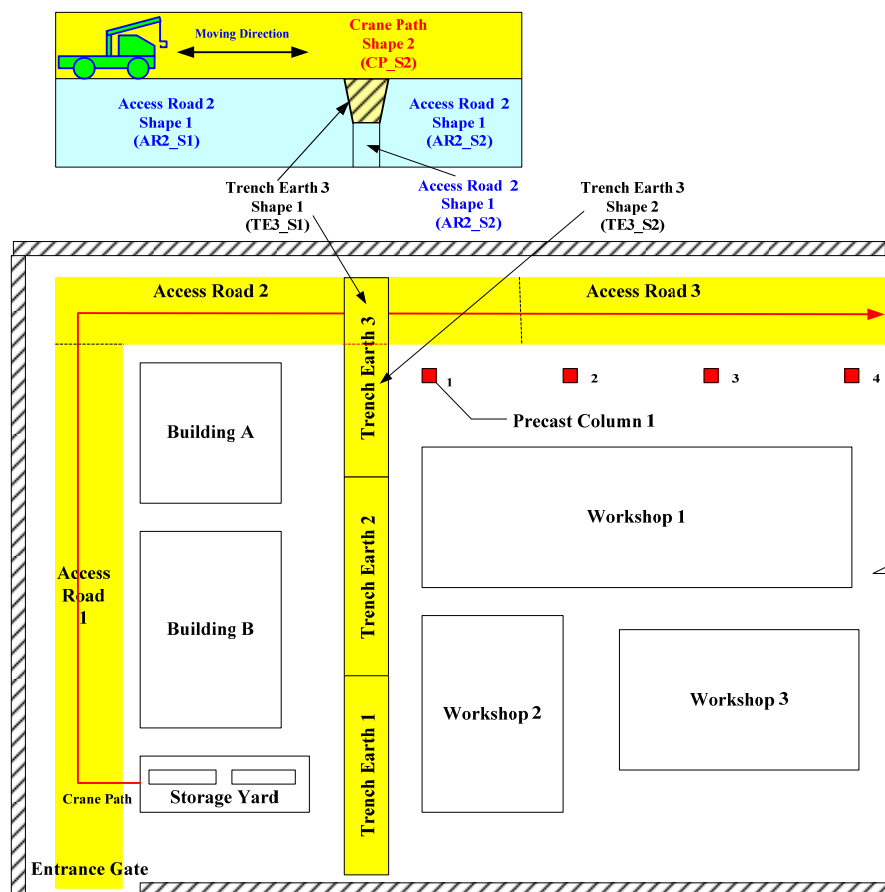 Moving Direction
Crane Path
Shape 2
(CP_S2)
Access Road 2
Shape 1
(AR2_S1)
Access Road 2
Shape 1
(AR2_S2)
Trench Earth 3
Shape 1
(TE3_S1)
Access Road 2
Shape 1
(AR2_S2)
Trench Earth 3
Shape 2
(TE3_S2)
Access Road 2
Access Road 3
Trench Earth 3
1
2
3
4
Precast Column 1
Building A
Workshop 1
Trench Earth 2
Access
Road
1
Building B
Workshop 2
Workshop 3
Trench Earth 1
Crane Path
Storage Yard
Entrance Gate